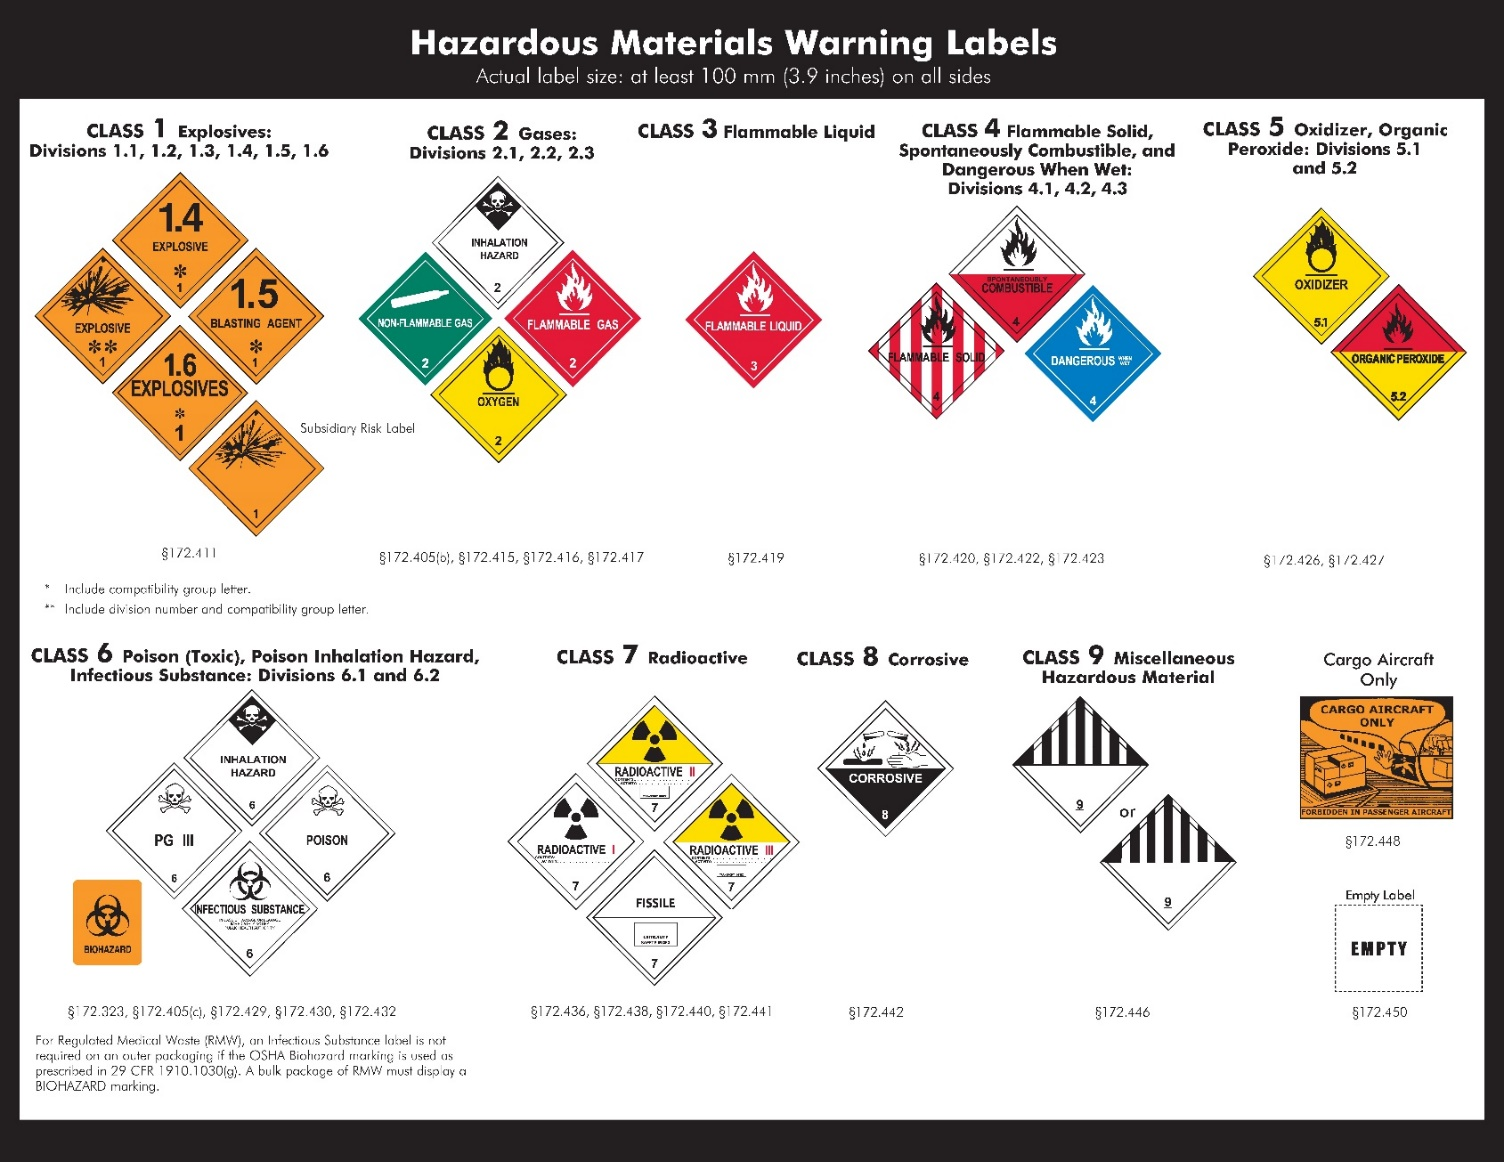 Hazardous Materials Warning Labels
Actual label size: at least 100 mm (3.9 inches) on all sides
CLASS 1 Explosives:
Divisions 1.1, 1.2, 1.3, 1.4, 1.5, 1.6
1.4
EXPLOSIVE
*
1
EXPLOSIVE
**
1
1.5
BLASTING AGENT
*
1
1.6
EXPLOSIVES
*
1
Subsidiary Risk Label
1
§172.411
* Include compatibility group letter.
** Include division number and compatibility group letter.
CLASS 2 Gases:
Divisions 2.1, 2.2, 2.3
INHALATION
HAZARD
2
NON-FLAMMABLE GAS
2
FLAMMABLE GAS
2
OXYGEN
2
§172.405(b), §172.415, §172.416, §172.417
CLASS 3 Flammable Liquid
FLAMMABLE LIQUID
3
§172.419
CLASS 4 Flammable Solid,
Spontaneously Combustible, and
Dangerous When Wet:
Divisions 4.1, 4.2, 4.3
SPONTANEOUSLY
COMBUSTIBLE
4
FLAMMABLE SOLID
4
DANGEROUS WHEN
WET
4
§172.420, §172.422, §172.423
CLASS 5 Oxidizer, Organic
Peroxide: Divisions 5.1
and 5.2
OXIDIZER
5.1
ORGANIC PEROXIDE
5.2
§172.426, §172.427
CLASS 6 Poison (Toxic), Poison Inhalation Hazard,
Infectious Substance: Divisions 6.1 and 6.2
INHALATION
HAZARD
6
PG III
6
POISON
6
INFECTIOUS SUBSTANCE
6
BIOHAZARD
§172.323, §172.405(c), §172.429, §172.430, §172.432
For Regulated Medical Waste (RMW), an Infectious Substance label is not
required on an outer packaging if the OSHA Biohazard marking is used as
prescribed in 29 CFR 1910.1030(g). A bulk package of RMW must display a
BIOHAZARD marking.
CLASS 7 Radioactive
RADIOACTIVE II
7
RADIOACTIVE I
7
RADIOACTIVE III
7
FISSILE
7
§172.436, §172.438, §172.440, §172.441
CLASS 8 Corrosive
CORROSIVE
8
§172.442
CLASS 9 Miscellaneous
Hazardous Material
9
or
9
§172.446
Cargo Aircraft
Only
CARGO AIRCRAFT
ONLY
FORBIDDEN IN PASSENGER AIRCRAFT
§172.448
Empty Label
EMPTY
§172.450